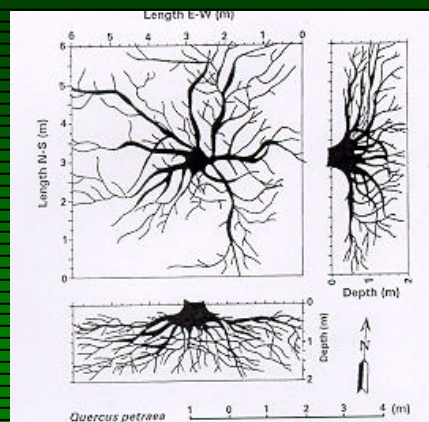 Length E-W (m)
6 5 4 3 2 1 0
6
5
4
3
2
1
0
Length N-S (m)
0 1 2
Depth (m)
0
1
2
Depth (m)
N
Quercus petraea
1 0 1 2 3 4 (m)